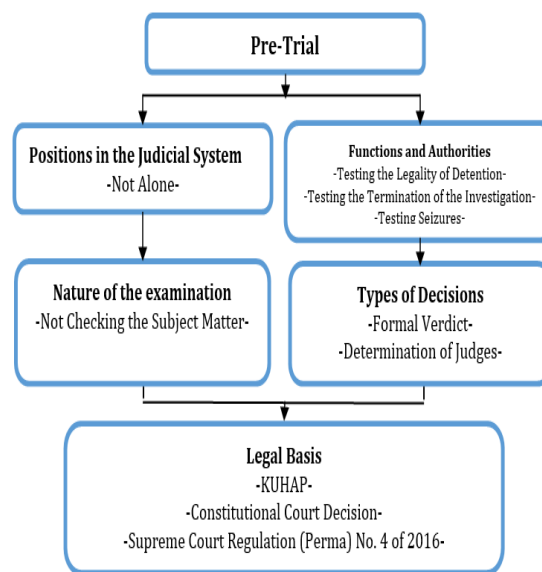 Pre-Trial
Positions in the Judicial System
-Not Alone-
Functions and Authorities
-Testing the Legality of Detention-
-Testing the Termination of the Investigation-
-Testing Seizures-
Nature of the examination
-Not Checking the Subject Matter-
Types of Decisions
-Formal Verdict-
-Determination of Judges-
Legal Basis
-KUHAP-
-Constitutional Court Decision-
-Supreme Court Regulation (Perma) No. 4 of 2016-